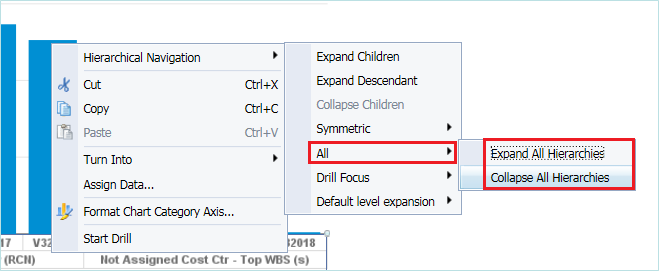 Hierarchical Navigation
Cut Ctrl+X
Copy Ctrl+C
Paste Ctrl+V
Turn Into
Assign Data...
Format Chart Category Axis...
Start Drill
Expand Children
Expand Descendant
Collapse Children
Symmetric
All
Drill Focus
Default level expansion
Expand All Hierarchies
Collapse All Hierarchies
17 V32 32018
(RCN) Not Assigned Cost Ctr - Top WBS (s)